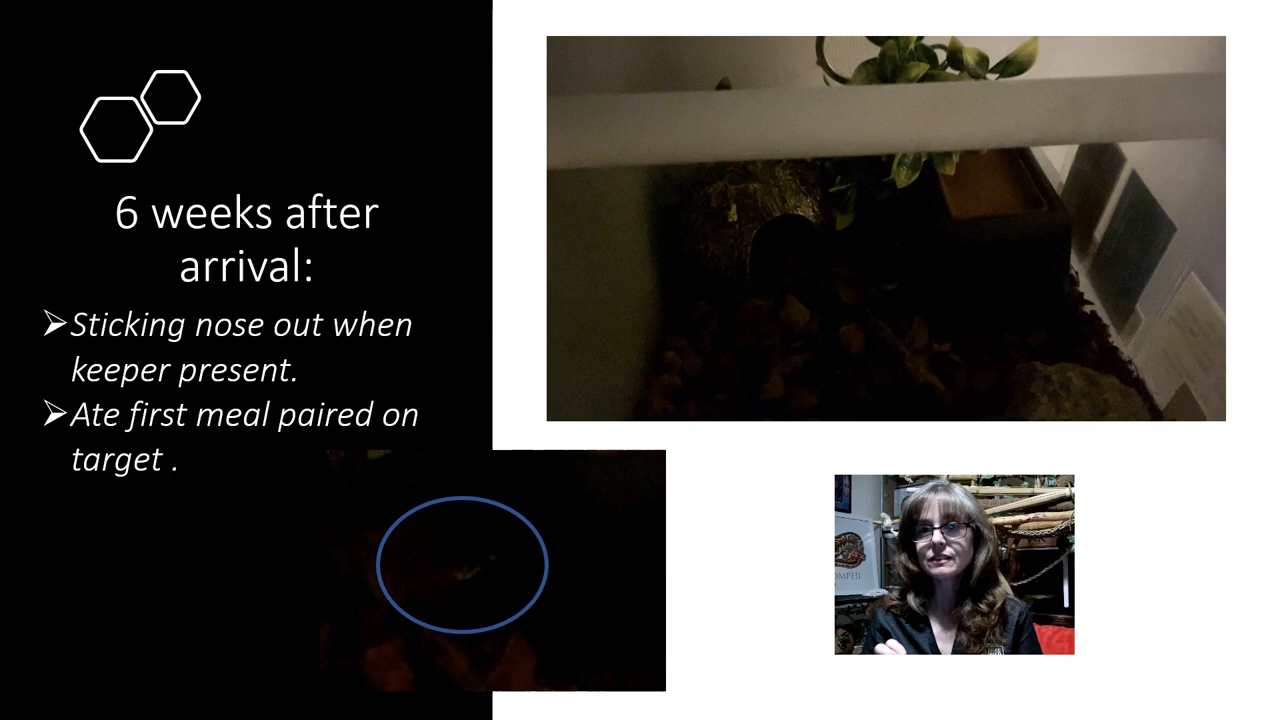 6 weeks after
arrival:
➢Sticking nose out when
keeper present.
➢Ate first meal paired on
target .